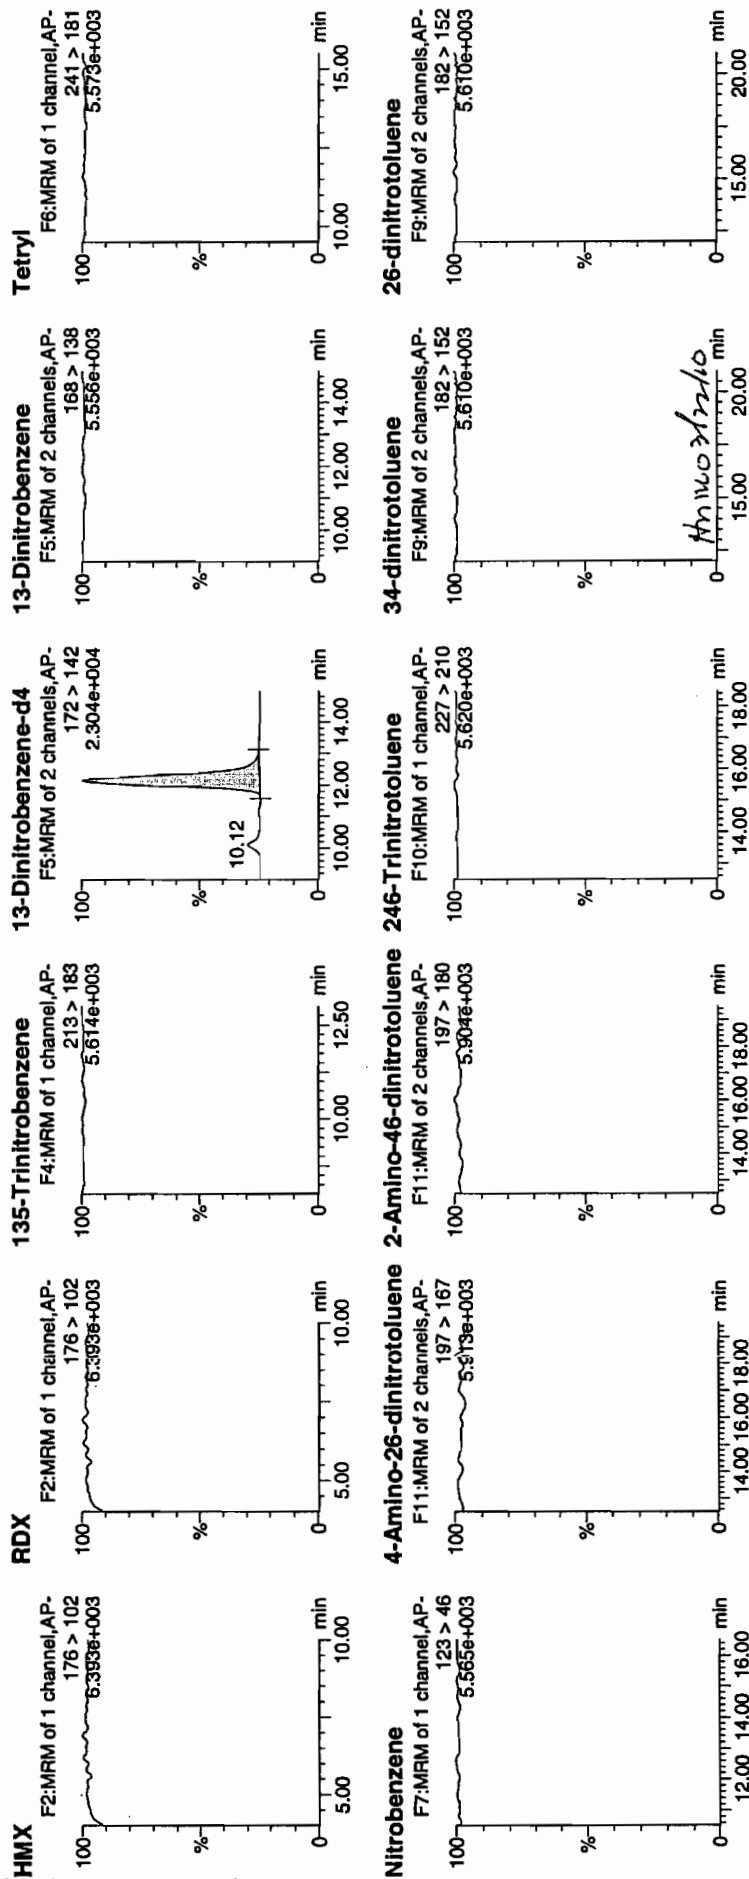 HMX
F2:MRM of 1 channel,AP-
176 > 102
6.393e+003
100
%
0
5.00
10.00
min
RDX
F2:MRM of 1 channel,AP-
176 > 102
6.393e+003
100
%
0
5.00
10.00
min
135-Trinitrobenzene
F4:MRM of 1 channel,AP-
213 > 183
5.614e+003
100
%
0
10.00
12.50
min
13-Dinitrobenzene-d4
F5:MRM of 2 channels,AP-
172 > 142
2.304e+004
100
%
10.12
0
10.00
12.00
14.00
min
13-Dinitrobenzene
F5:MRM of 2 channels,AP-
168 > 138
5.556e+003
100
%
0
10.00
12.00
14.00
min
Tetryl
F6:MRM of 1 channel,AP-
241 > 181
5.573e+003
100
%
0
10.00
15.00
min
Nitrobenzene
F7:MRM of 1 channel,AP-
123 > 46
5.565e+003
100
%
0
12.00
14.00
16.00
min
4-Amino-26-dinitrotoluene
F11:MRM of 2 channels,AP-
197 > 167
5.913e+003
100
%
0
14.00
16.00
18.00
min
2-Amino-46-dinitrotoluene
F11:MRM of 2 channels,AP-
197 > 180
5.904e+003
100
%
0
14.00
16.00
18.00
min
246-Trinitrotoluene
F10:MRM of 1 channel,AP-
227 > 210
5.620e+003
100
%
0
14.00
16.00
18.00
min
34-dinitrotoluene
F9:MRM of 2 channels,AP-
182 > 152
5.610e+003
100
%
0
15.00
20.00
min
26-dinitrotoluene
F9:MRM of 2 channels,AP-
182 > 152
5.610e+003
100
%
0
15.00
20.00
min